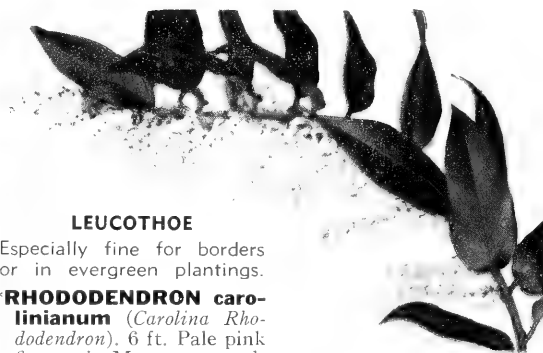 LEUCOTHOE
Especially fine for borders
or in evergreen plantings.
*RHODODENDRON caro-
linianum (Carolina Rho-
dodendron). 6 ft. Pale pink